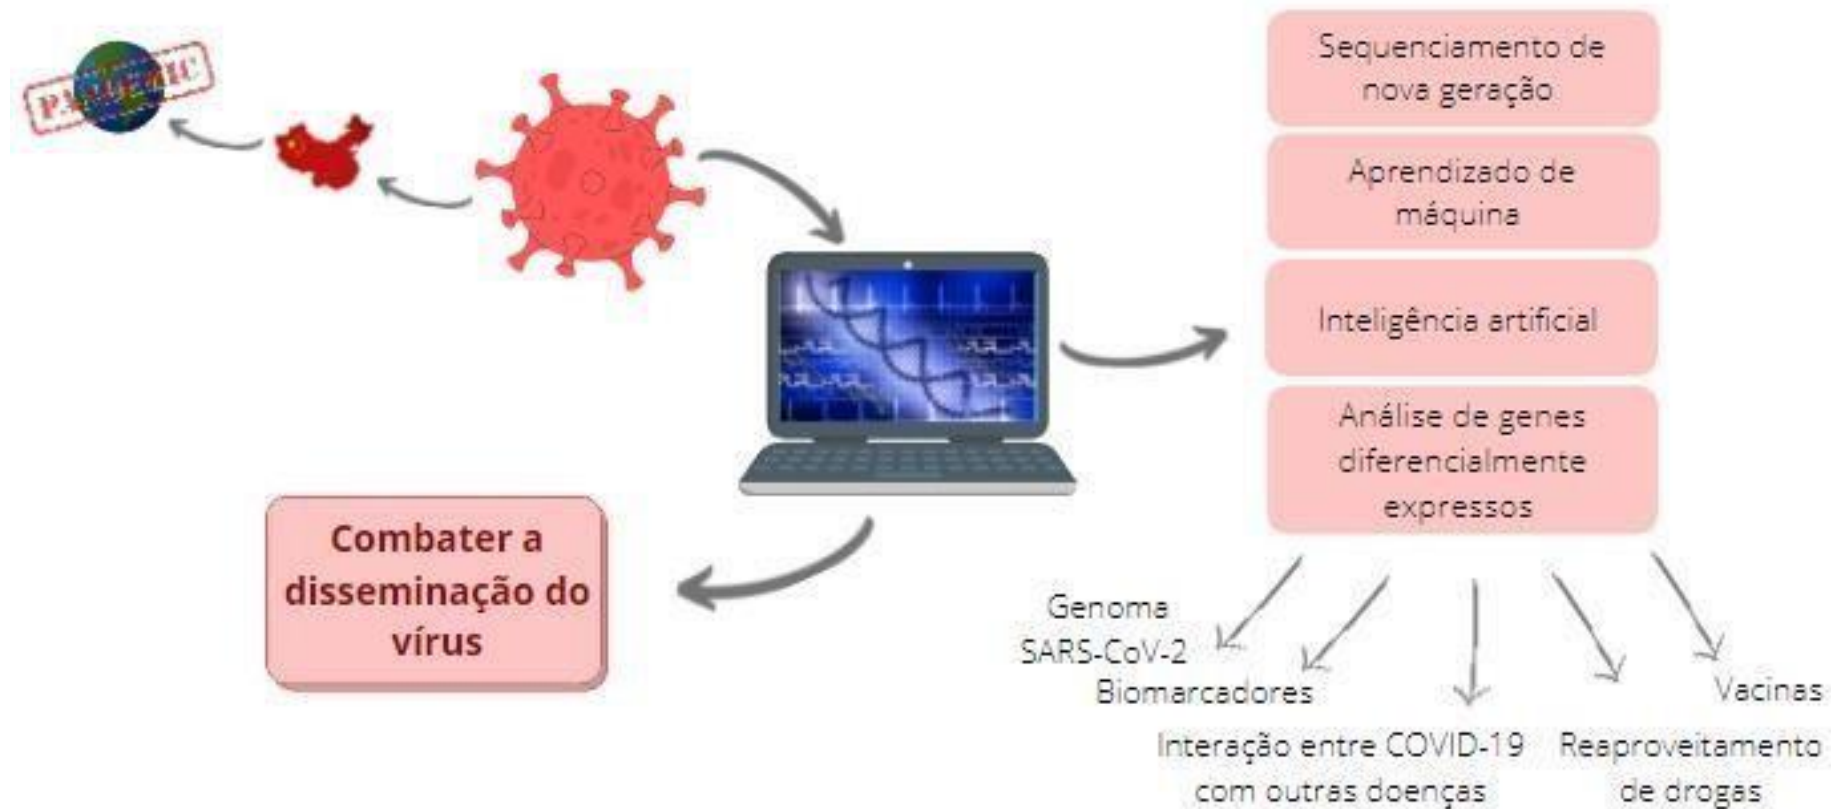 PANDEMIC
Sequenciamento de
nova geração
Aprendizado de
máquina
Inteligência artificial
Análise de genes
diferencialmente
expressos
Combater a
disseminação do
vírus
Genoma
SARS-CoV-2
Biomarcadores
Vacinas
Interação entre COVID-19
com outras doenças
Reaproveitamento
de drogas